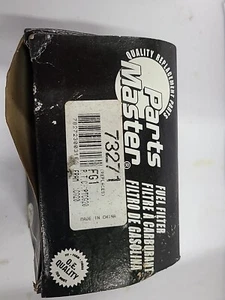 QUALITY REPLACEMENT PARTS
Parts
Master
FUEL FILTER
FILTRE À CARBURANT
FILTRO DE GASOLINA
73271
FG1
MADE IN CHINA
O.E.
QUALITY